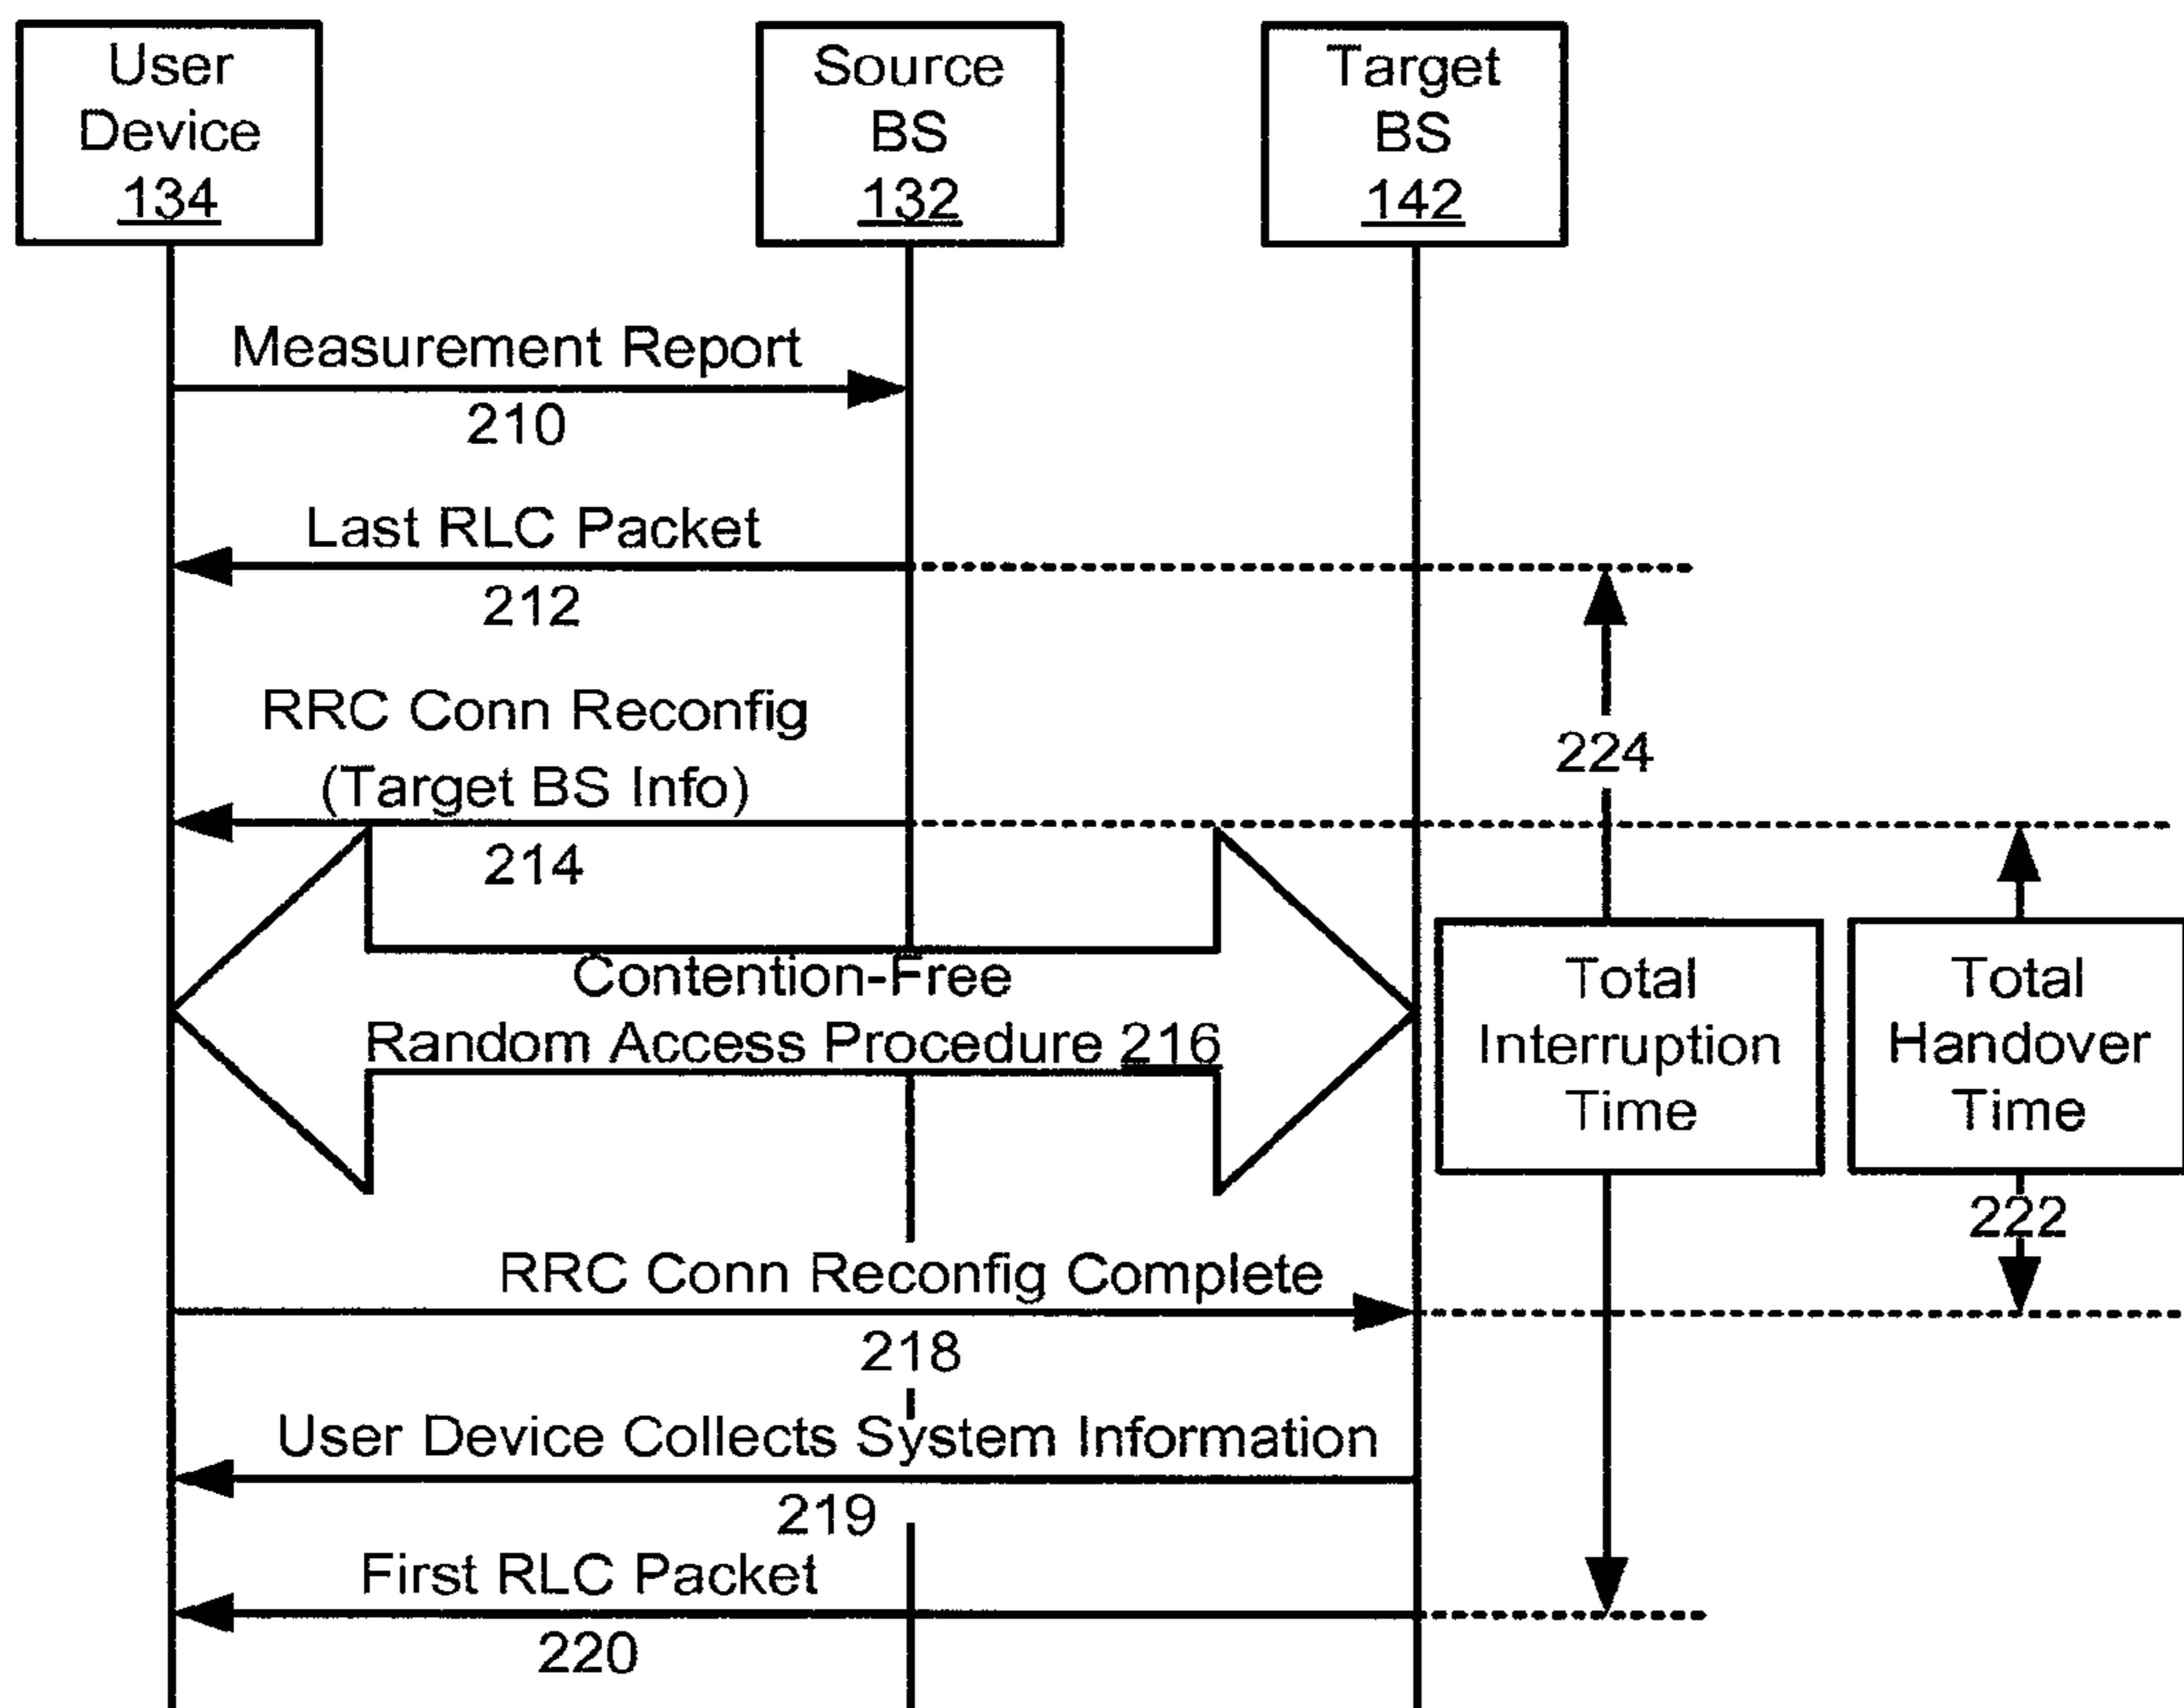 User
Device
134
Source
BS
132
Target
BS
142
Measurement Report
210
Last RLC Packet
212
RRC Conn Reconfig
(Target BS Info)
214
224
Contention-Free
Random Access Procedure 216
Total
Interruption
Time
Total
Handover
Time
222
RRC Conn Reconfig Complete
218
User Device Collects System Information
219
First RLC Packet
220